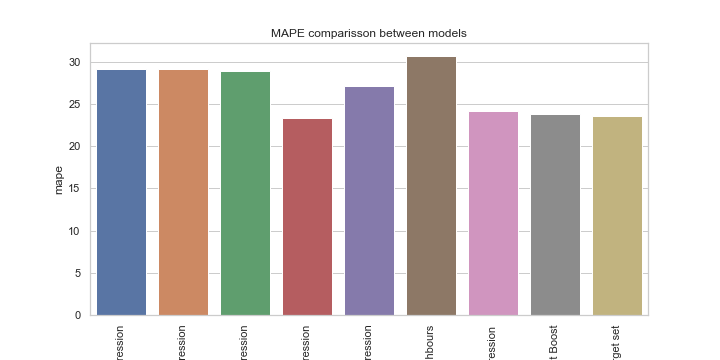 MAPE comparisson between models
mape
30
25
20
15
10
5
0
ression
ression
ression
ression
ression
hbours
ression
t Boost
rget set